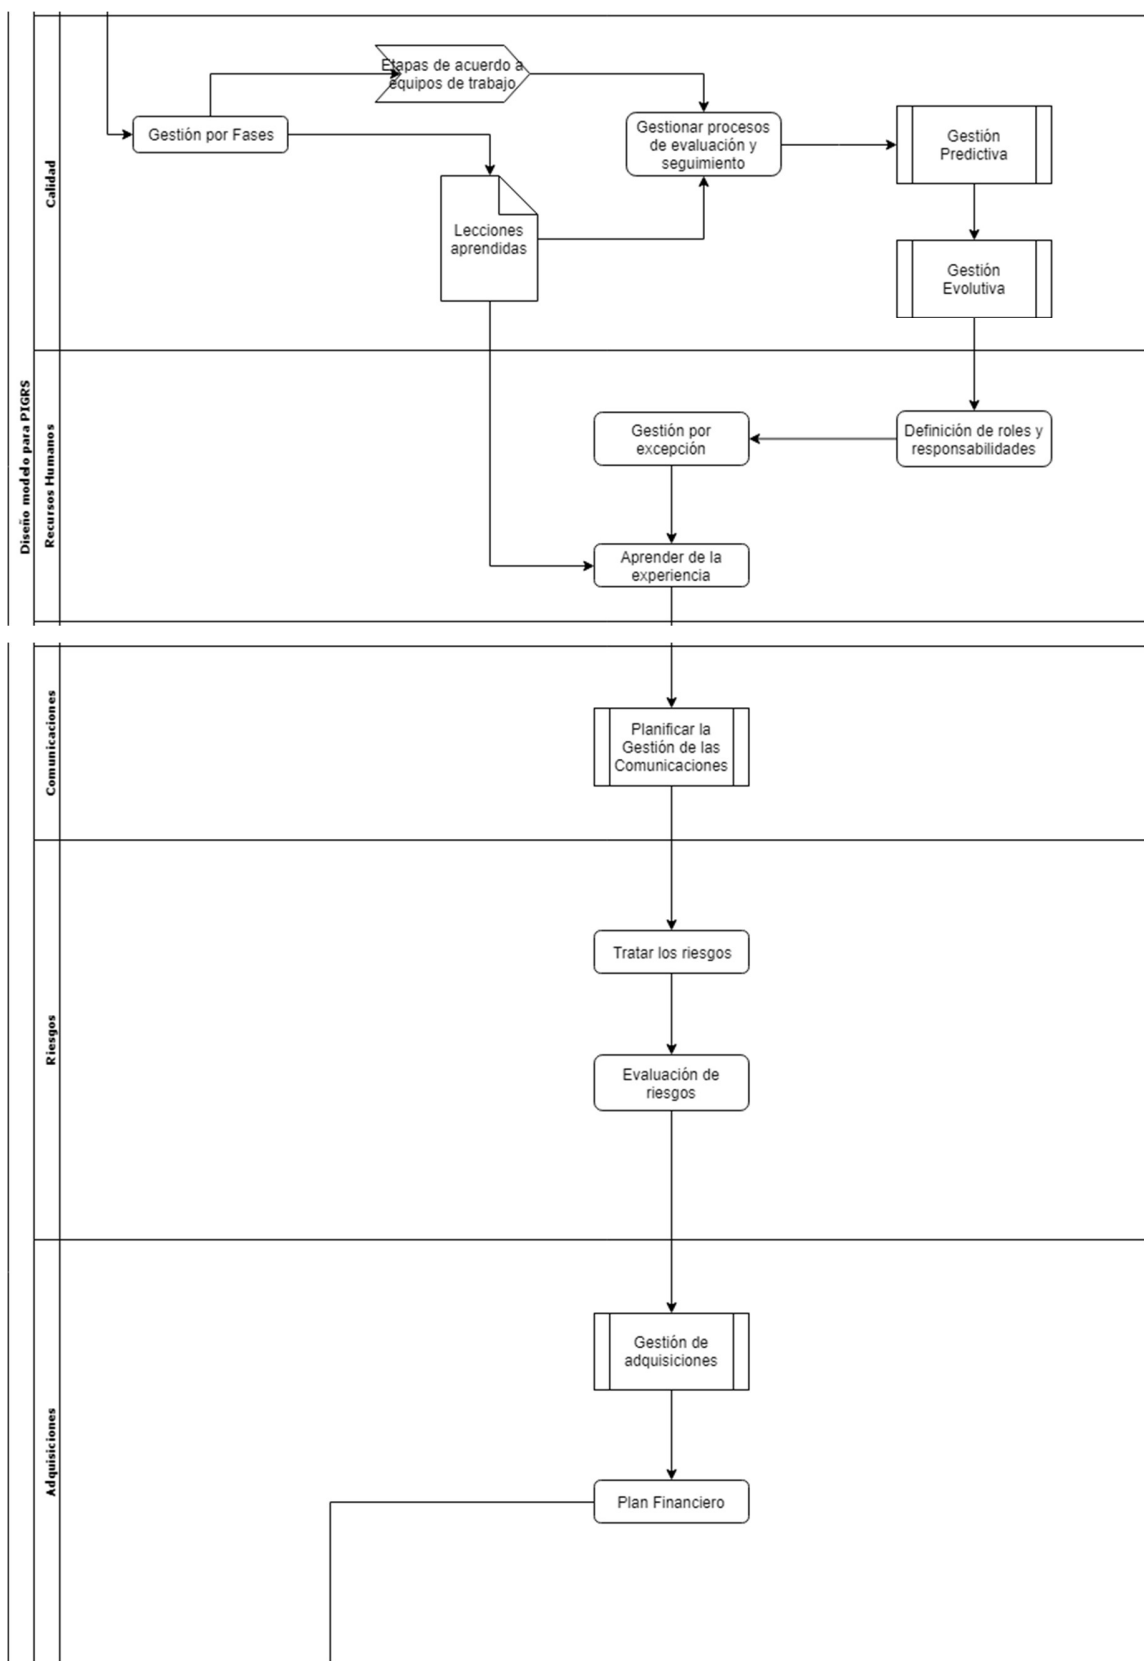 Diseño modelo para PIGRS
Calidad
Etapas de acuerdo a
equipos de trabajo
Gestión por Fases
Gestionar procesos
de evaluación y
seguimiento
Gestión
Predictiva
Lecciones
aprendidas
Gestión
Evolutiva
Recursos Humanos
Gestión por
excepción
Definición de roles y
responsabilidades
Aprender de la
experiencia
Comunicaciones
Planificar la
Gestión de las
Comunicaciones
Riesgos
Tratar los riesgos
Evaluación de
riesgos
Adquisiciones
Gestión de
adquisiciones
Plan Financiero